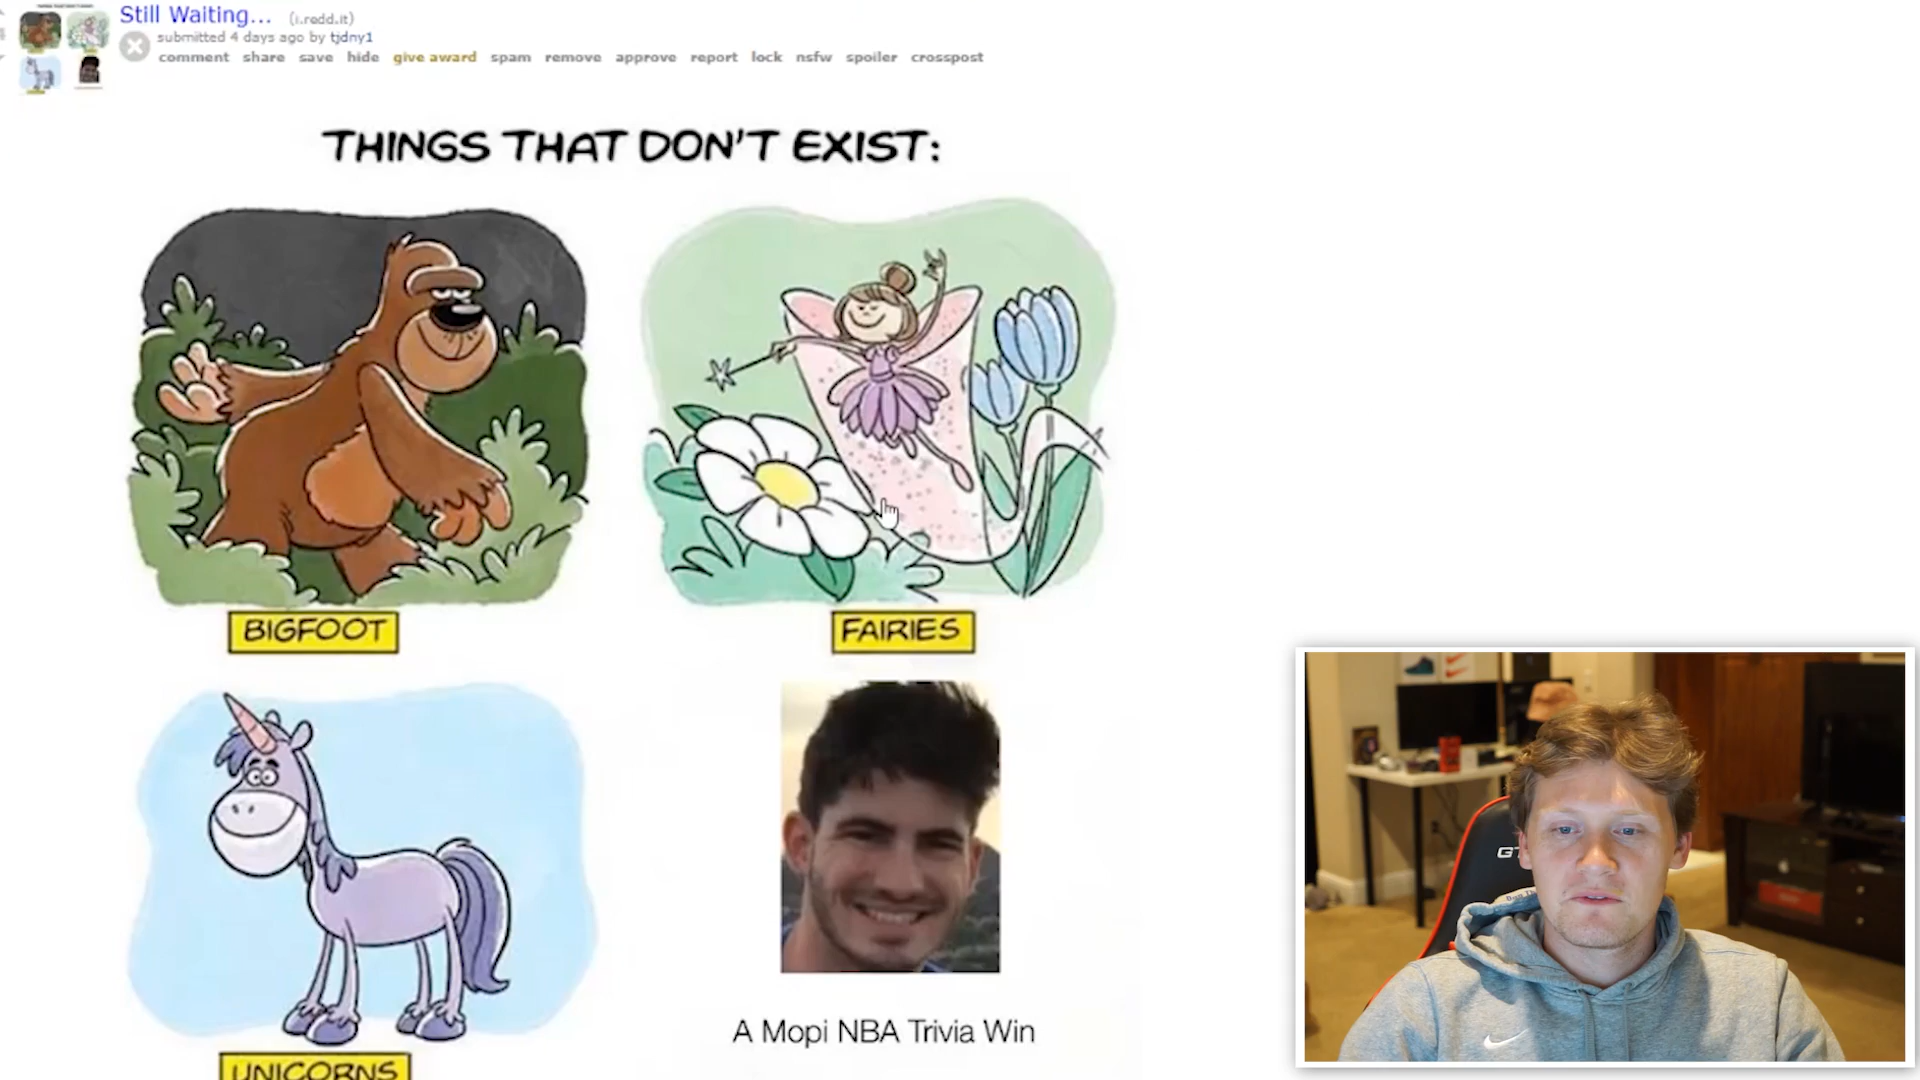 Still Waiting... (i.redd.it)
submitted 4 days ago by tjdny1
comment share save hide give award spam remove approve report lock nsfw spoiler crosspost
THINGS THAT DON'T EXIST:
BIGFOOT
FAIRIES
UNICORNS
A Mopi NBA Trivia Win